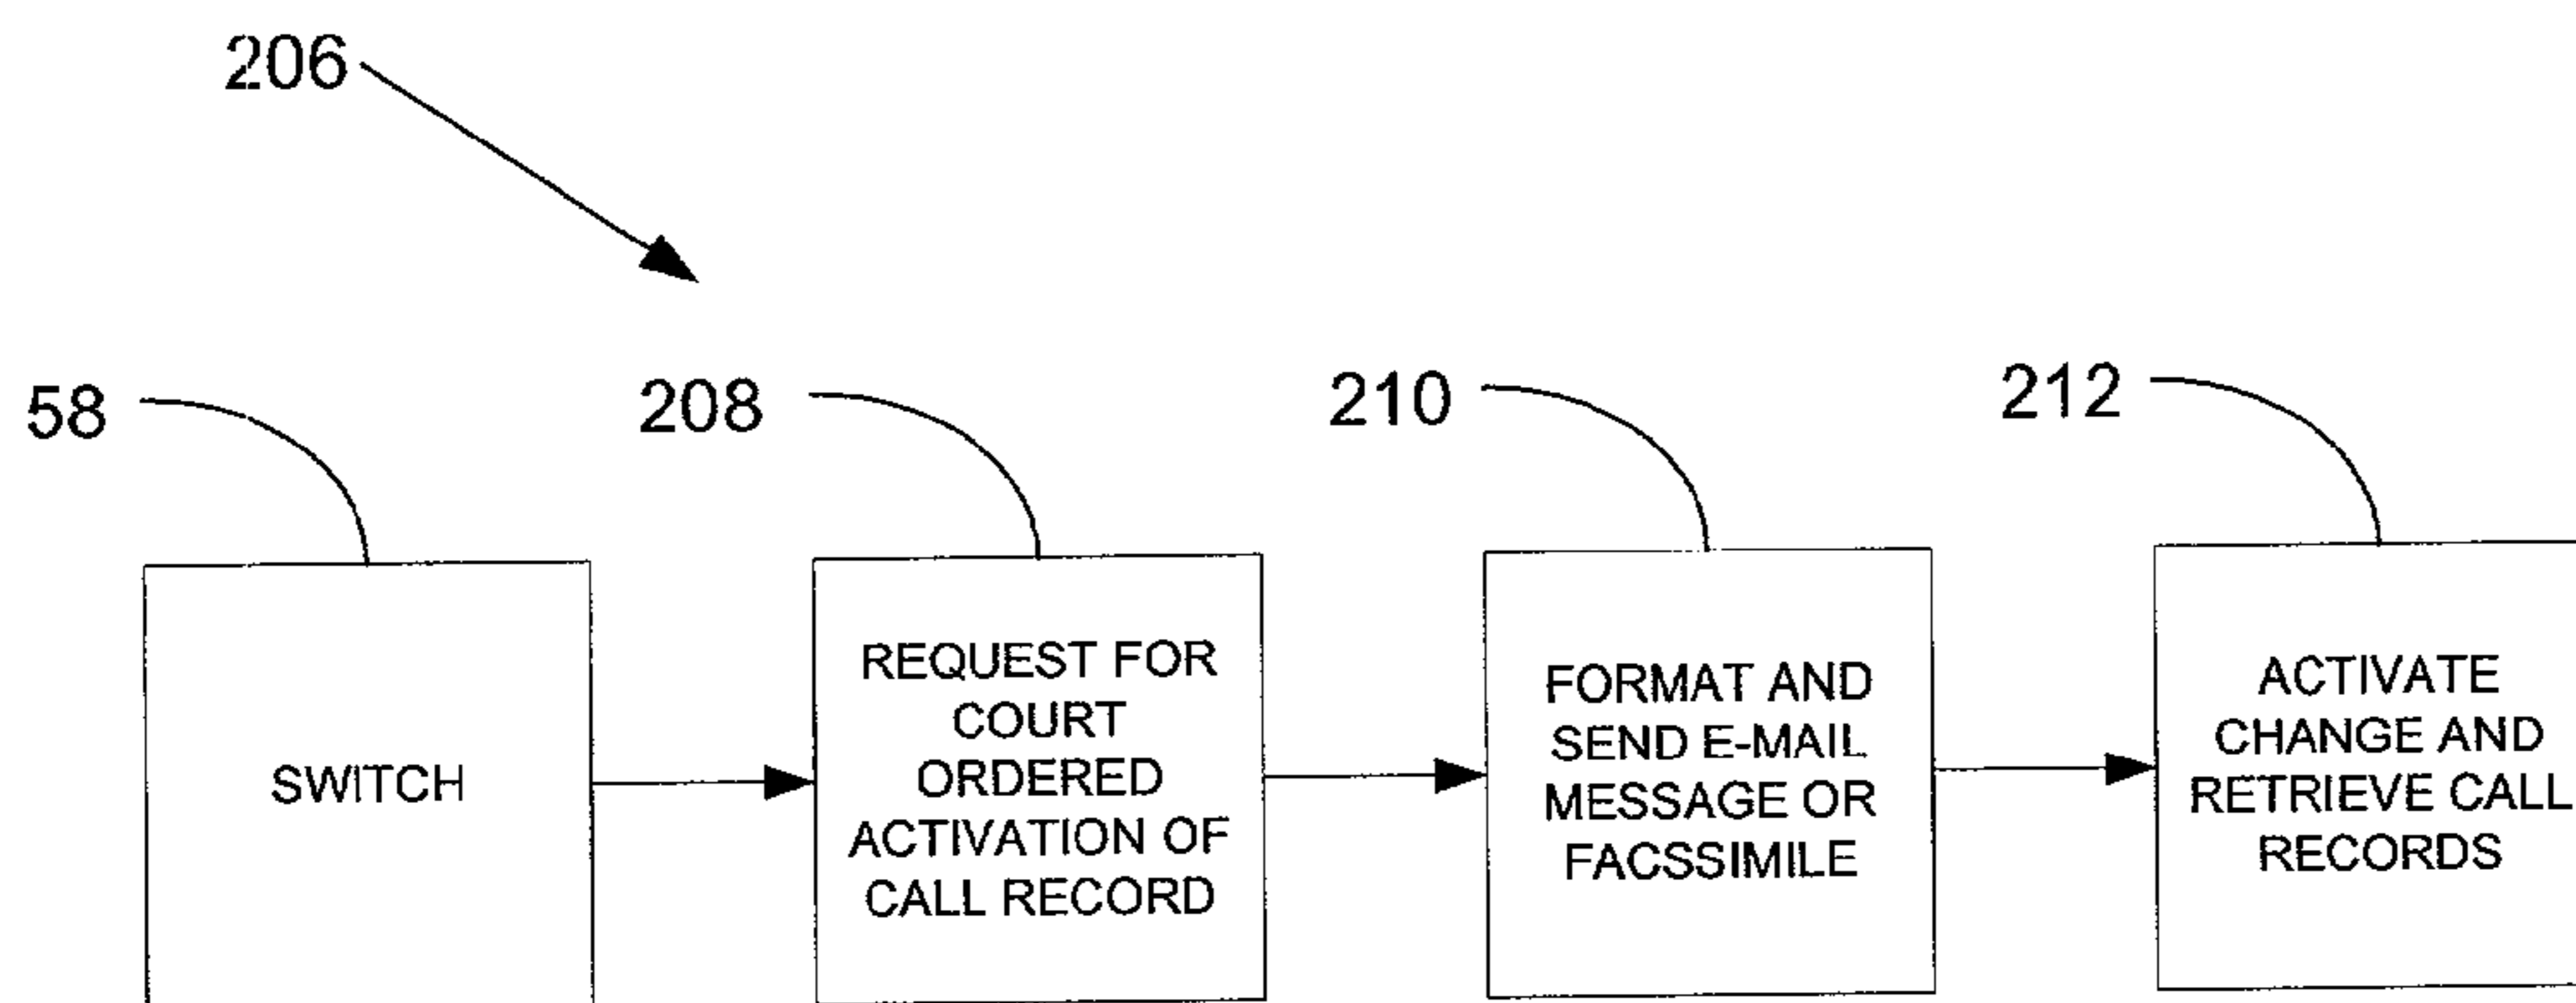 206
58
208
210
212
SWITCH
REQUEST FOR
COURT
ORDERED
ACTIVATION OF
CALL RECORD
FORMAT AND
SEND E-MAIL
MESSAGE OR
FACSSIMILE
ACTIVATE
CHANGE AND
RETRIEVE CALL
RECORDS